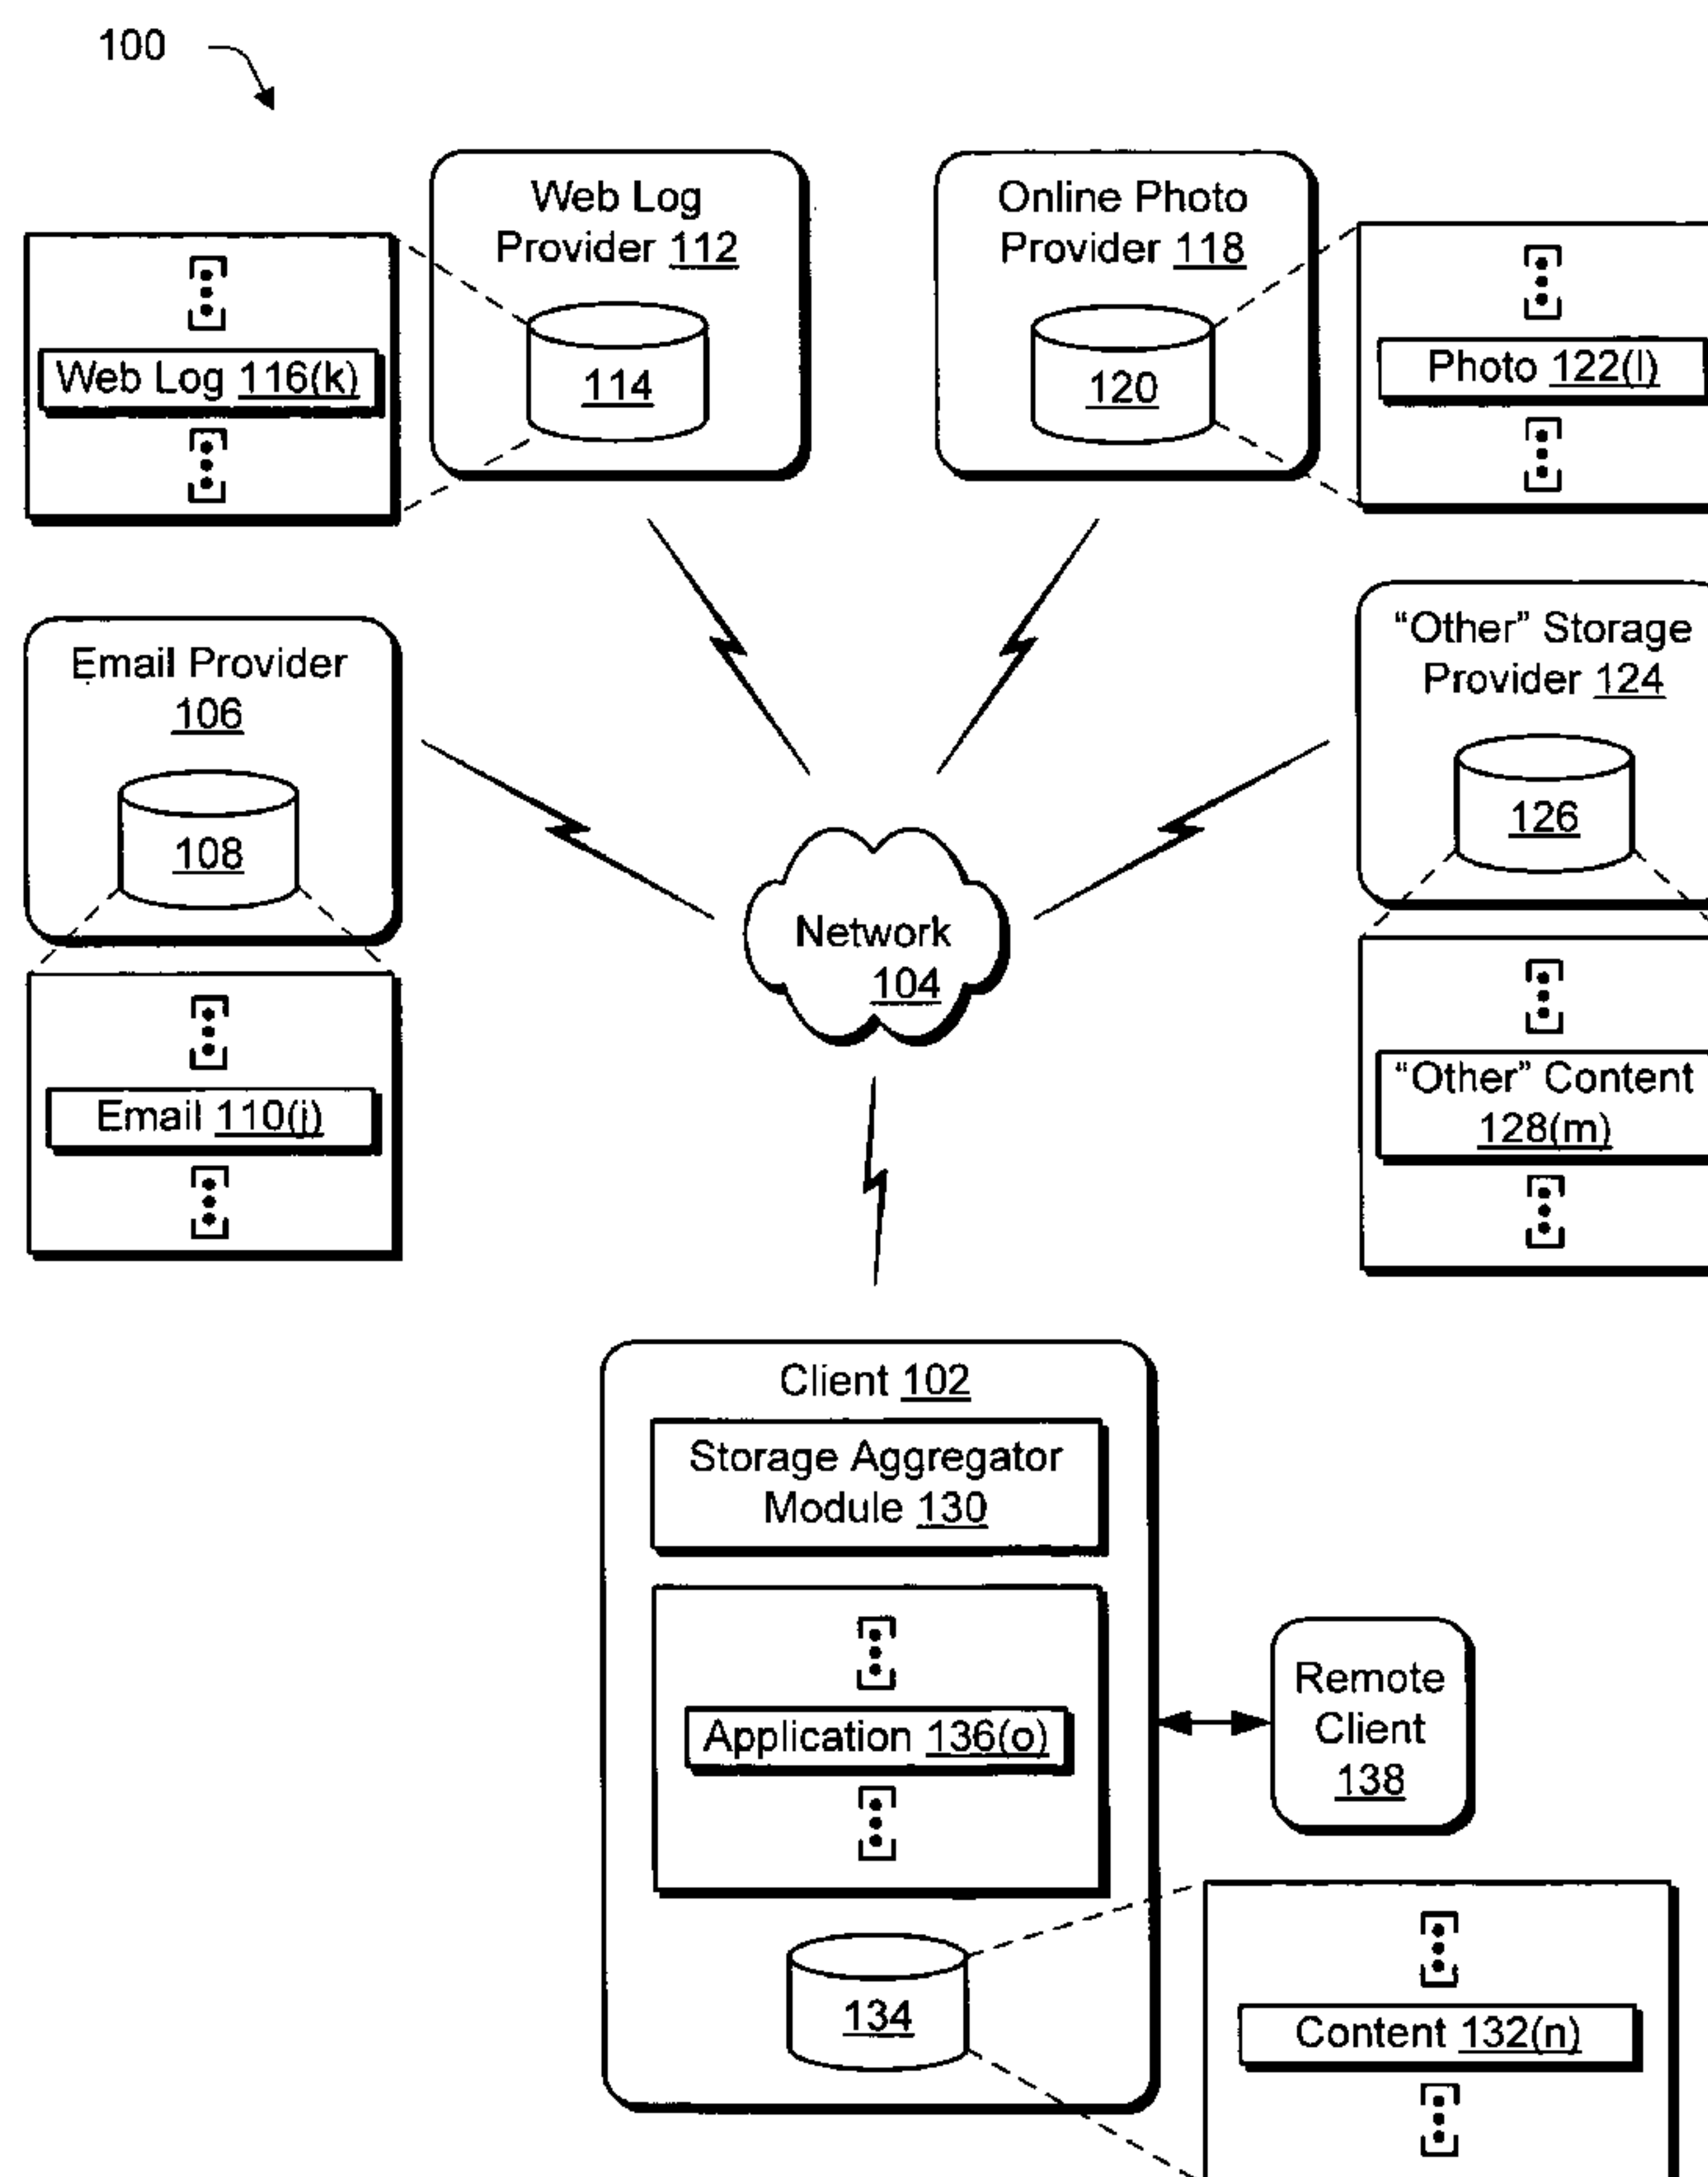 100
Web Log
Provider 112
114
Web Log 116(k)
Online Photo
Provider 118
120
Photo 122(l)
Email Provider
106
108
Email 110(j)
"Other" Storage
Provider 124
126
"Other" Content
128(m)
Network
104
Client 102
Storage Aggregator
Module 130
Application 136(o)
134
Remote
Client
138
Content 132(n)